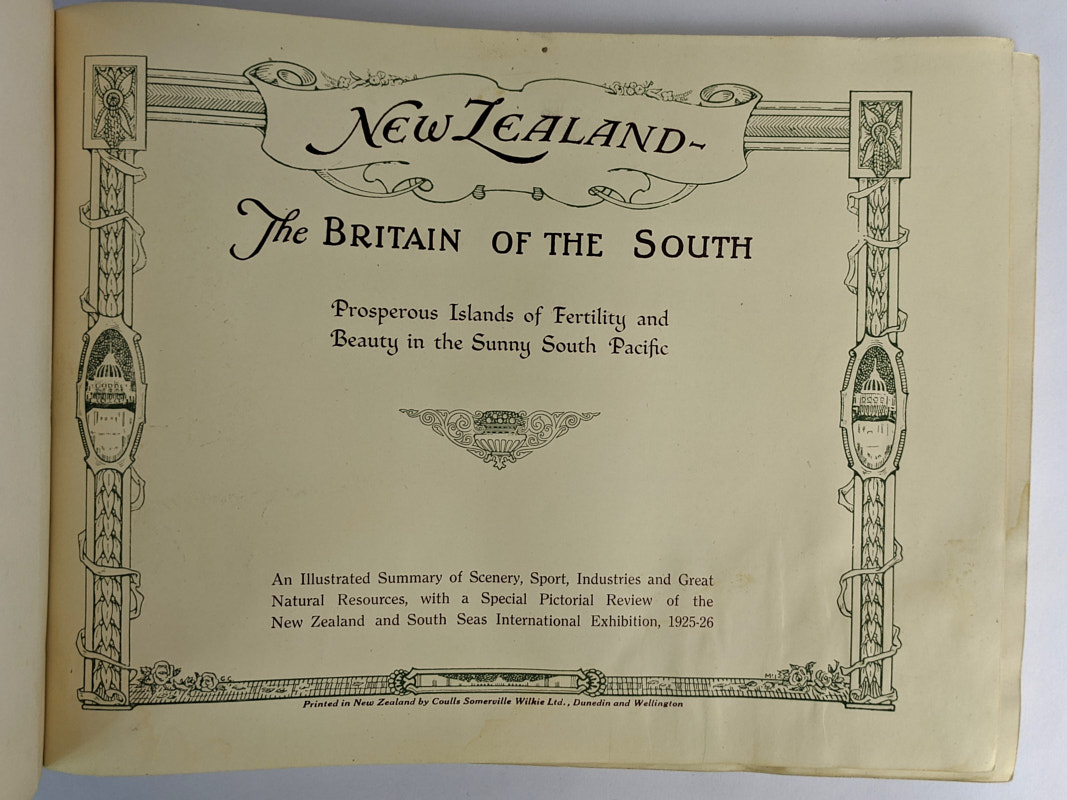 NEW ZEALAND-
The BRITAIN OF THE SOUTH
Prosperous Islands of Fertility and
Beauty in the Sunny South Pacific
An Illustrated Summary of Scenery, Sport, Industries and Great
Natural Resources, with a Special Pictorial Review of the
New Zealand and South Seas International Exhibition, 1925-26
Printed in New Zealand by Coulls Somerville Wilkie Ltd., Dunedin and Wellington